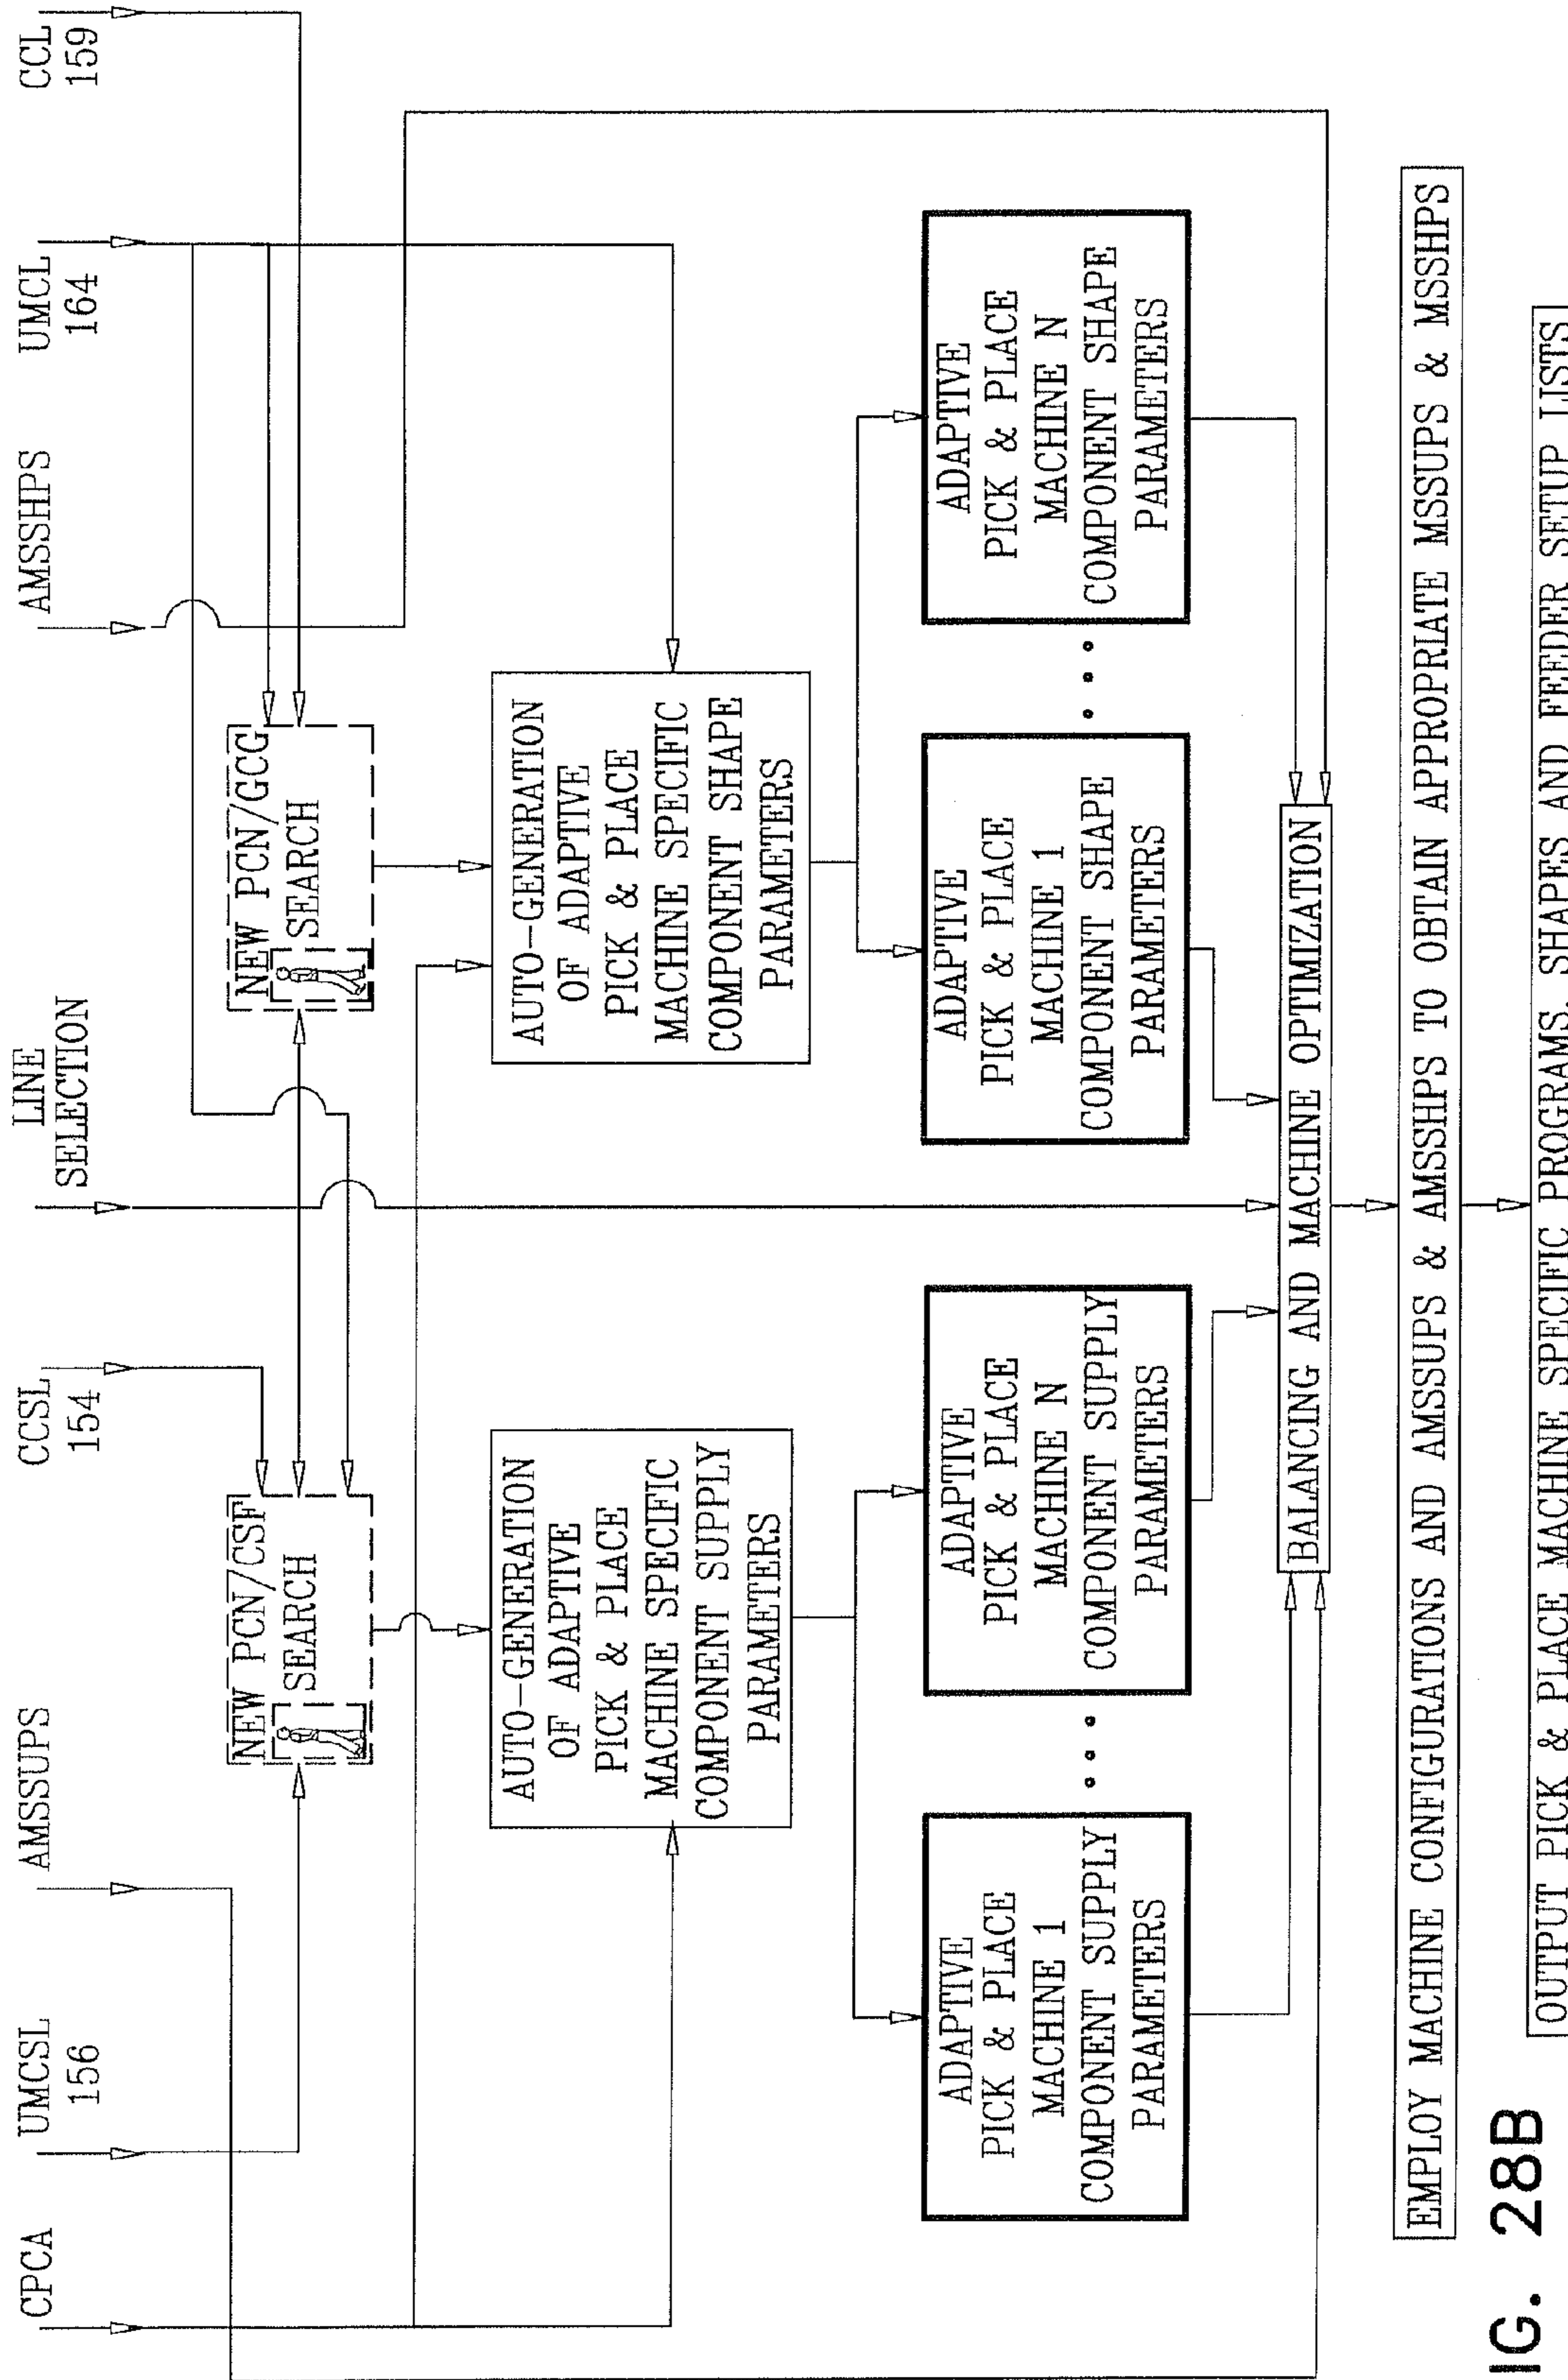 CPCA
UMCSL
156
AMSSUPS
CCSL
154
LINE
SELECTION
AMSSHPS
UMCL
164
CCL
159
NEW PCN/CSF
SEARCH
NEW PCN/GCG
SEARCH
AUTO-GENERATION
OF ADAPTIVE
PICK & PLACE
MACHINE SPECIFIC
COMPONENT SUPPLY
PARAMETERS
AUTO-GENERATION
OF ADAPTIVE
PICK & PLACE
MACHINE SPECIFIC
COMPONENT SHAPE
PARAMETERS
ADAPTIVE
PICK & PLACE
MACHINE 1
COMPONENT SUPPLY
PARAMETERS
ADAPTIVE
PICK & PLACE
MACHINE N
COMPONENT SUPPLY
PARAMETERS
ADAPTIVE
PICK & PLACE
MACHINE 1
COMPONENT SHAPE
PARAMETERS
ADAPTIVE
PICK & PLACE
MACHINE N
COMPONENT SHAPE
PARAMETERS
BALANCING AND MACHINE OPTIMIZATION
EMPLOY MACHINE CONFIGURATIONS AND AMSSUPS & AMSSHPS TO OBTAIN APPROPRIATE MSSUPS & MSSHPS
OUTPUT PICK & PLACE MACHINE SPECIFIC PROGRAMS, SHAPES AND FEEDER SETUP LISTS
IG. 28B